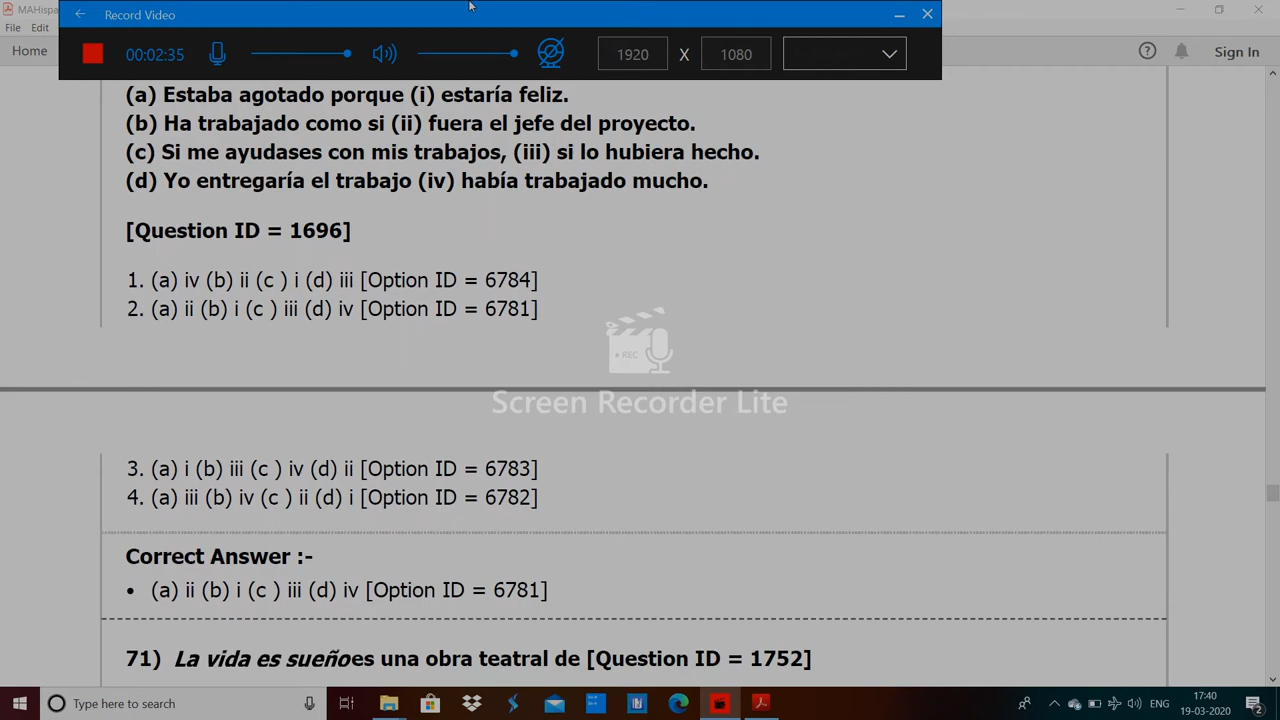 MAHispa
Record Video
File Edit
00:02:35
1920 X 1080
Home
Sign In
(a) Estaba agotado porque (i) estaría feliz.
(b) Ha trabajado como si (ii) fuera el jefe del proyecto.
(c) Si me ayudases con mis trabajos, (iii) si lo hubiera hecho.
(d) Yo entregaría el trabajo (iv) había trabajado mucho.
[Question ID = 1696]
1. (a) iv (b) ii (c ) i (d) iii [Option ID = 6784]
2. (a) ii (b) i (c ) iii (d) iv [Option ID = 6781]
• REC
Screen Recorder Lite
3. (a) i (b) iii (c ) iv (d) ii [Option ID = 6783]
4. (a) iii (b) iv (c ) ii (d) i [Option ID = 6782]
Correct Answer :-
• (a) ii (b) i (c ) iii (d) iv [Option ID = 6781]
71) La vida es sueñoes una obra teatral de [Question ID = 1752]
Type here to search
ENG
17:40
19-03-2020
2